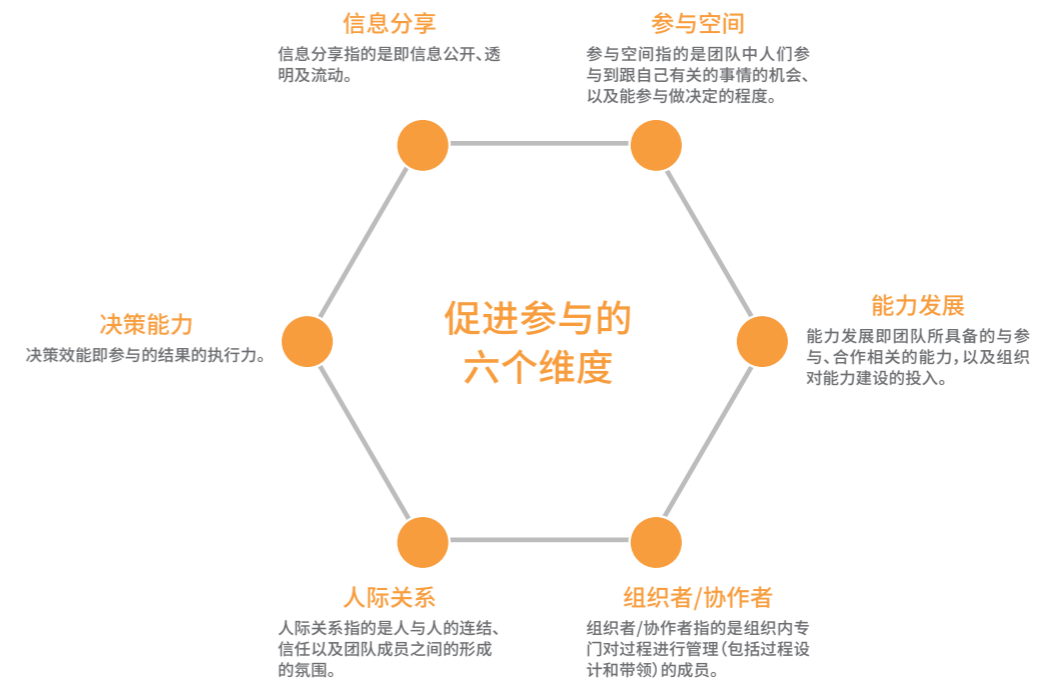 信息分享
信息分享指的是即信息公开、透
明及流动。
参与空间
参与空间指的是团队中人们参
与到跟自己有关的事情的机会、
以及能参与做决定的程度。
决策能力
决策效能即参与的结果的执行力。
促进参与的
六个维度
能力发展
能力发展即团队所具备的与参
与、合作相关的能力，以及组织
对能力建设的投入。
人际关系
人际关系指的是人与人的连结、
信任以及团队成员之间的形成
的氛围。
组织者/协作者
组织者/协作者指的是组织内专
门对过程进行管理（包括过程设
计和带领）的成员。